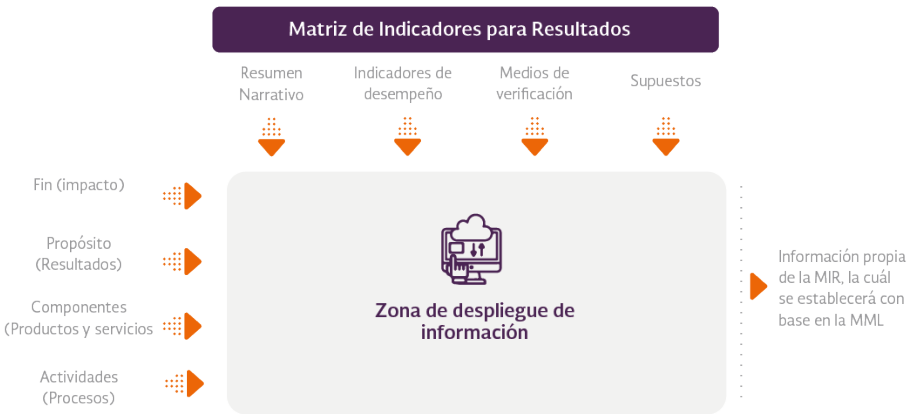 Matriz de Indicadores para Resultados
Resumen
Narrativo
Indicadores de
desempeño
Medios de
verificación
Supuestos
Fin (impacto)
Propósito
(Resultados)
Componentes
(Productos y servicios
Actividades
(Procesos)
Zona de despliegue de
información
Información propia
de la MIR, la cuál
se establecerá con
base en la MML